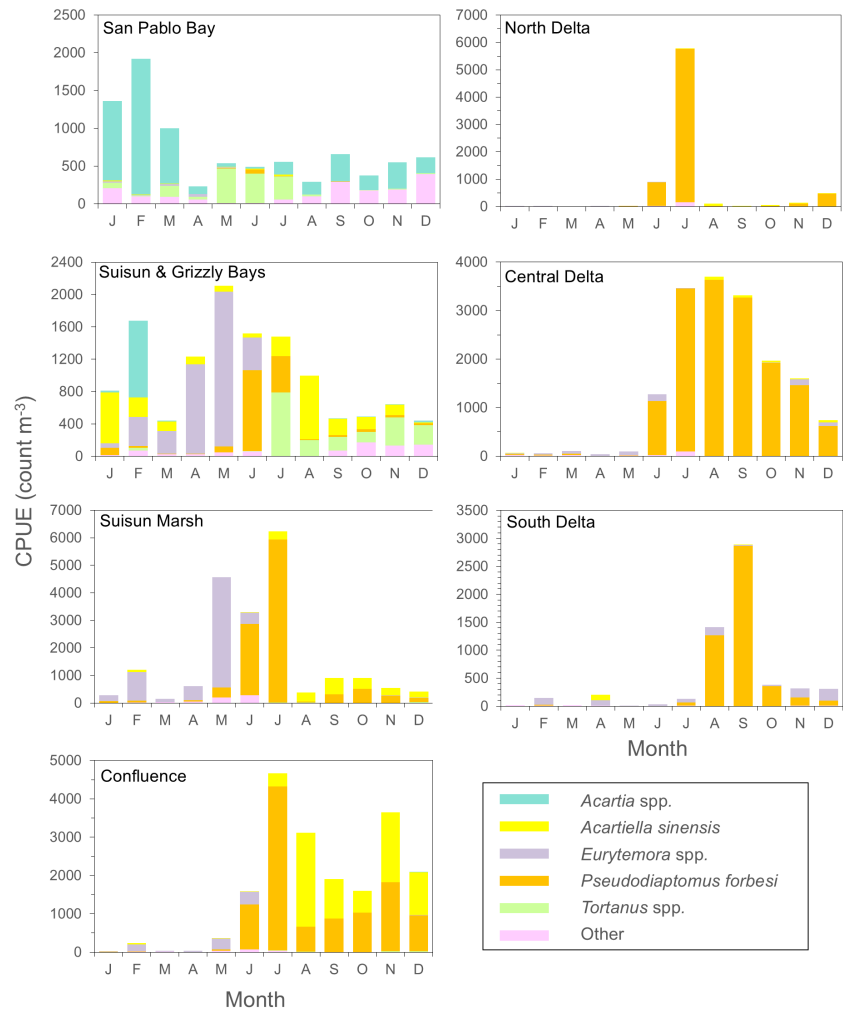 San Pablo Bay
2500
2000
1500
1000
500
0
J F M A M J J A S O N D
North Delta
7000
6000
5000
4000
3000
2000
1000
0
J F M A M J J A S O N D
Suisun & Grizzly Bays
2400
2000
1600
1200
800
400
0
J F M A M J J A S O N D
Central Delta
4000
3000
2000
1000
0
J F M A M J J A S O N D
CPUE (count m-3)
Suisun Marsh
7000
6000
5000
4000
3000
2000
1000
0
J F M A M J J A S O N D
South Delta
3500
3000
2500
2000
1500
1000
500
0
J F M A M J J A S O N D
Month
Confluence
5000
4000
3000
2000
1000
0
J F M A M J J A S O N D
Month
Acartia spp.
Acartiella sinensis
Eurytemora spp.
Pseudodiaptomus forbesi
Tortanus spp.
Other